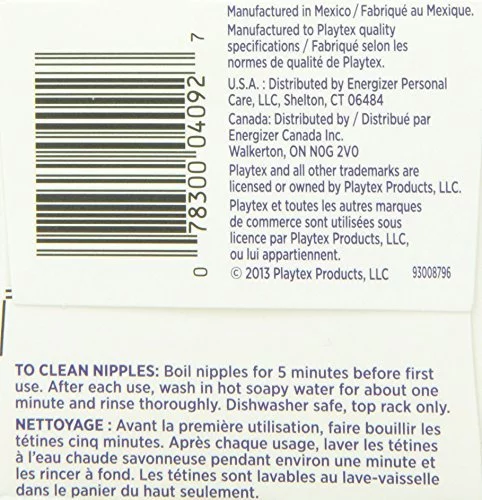 Manufactured in Mexico / Fabriqué au Mexique.
Manufactured to Playtex quality
specifications / Fabriqué selon les
normes de qualité de Playtex.
U.S.A. : Distributed by Energizer Personal
Care, LLC, Shelton, CT 06484
Canada: Distributed by / Distribué par
Energizer Canada Inc.
Walkerton, ON NOG 2VO
Playtex and all other trademarks are
licensed or owned by Playtex Products, LLC.
Playtex et toutes les autres marques
de commerce sont utilisées sous
licence par Playtex Products, LLC,
ou lui appartiennent.
© 2013 Playtex Products, LLC 93008796
0 78300 04092 7
TO CLEAN NIPPLES: Boil nipples for 5 minutes before first
use. After each use, wash in hot soapy water for about one
minute and rinse thoroughly. Dishwasher safe, top rack only.
NETTOYAGE : Avant la première utilisation, faire bouillir les
tétines cinq minutes. Après chaque usage, laver les tétines
à l'eau chaude savonneuse pendant environ une minute et
les rincer à fond. Les tétines sont lavables au lave-vaisselle
dans le panier du haut seulement.